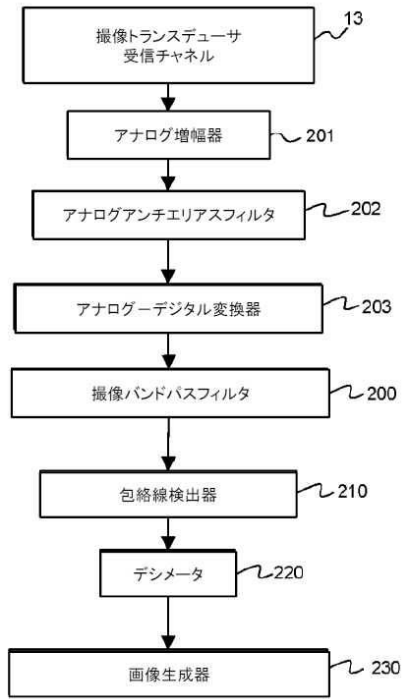 撮像トランスデューサ
受信チャネル
13
アナログ増幅器
201
アナログアンチエリアスフィルタ
202
アナログーデジタル変換器
203
撮像バンドパスフィルタ
200
包絡線検出器
210
デシメータ
220
画像生成器
230